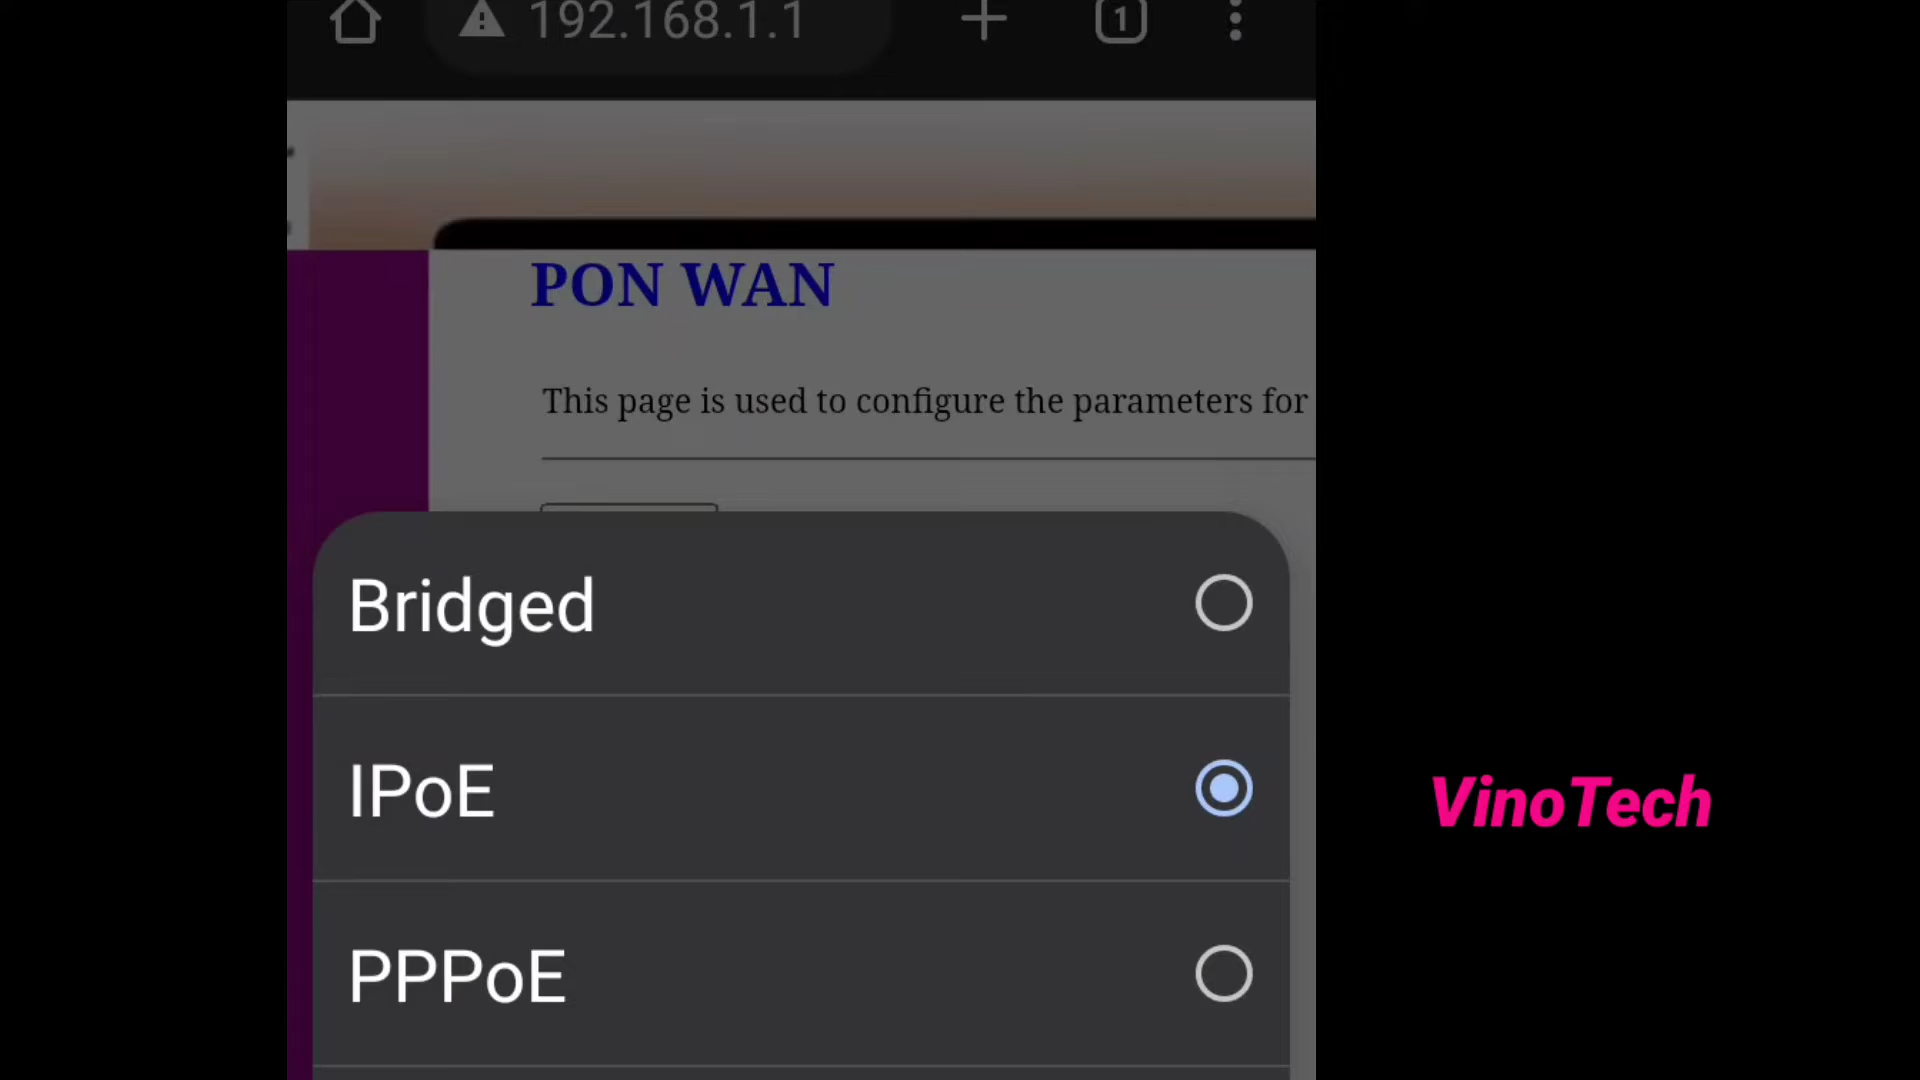 192.168.1.1
1
PON WAN
This page is used to configure the parameters for
Bridged
IPoE
PPPoE
VinoTech